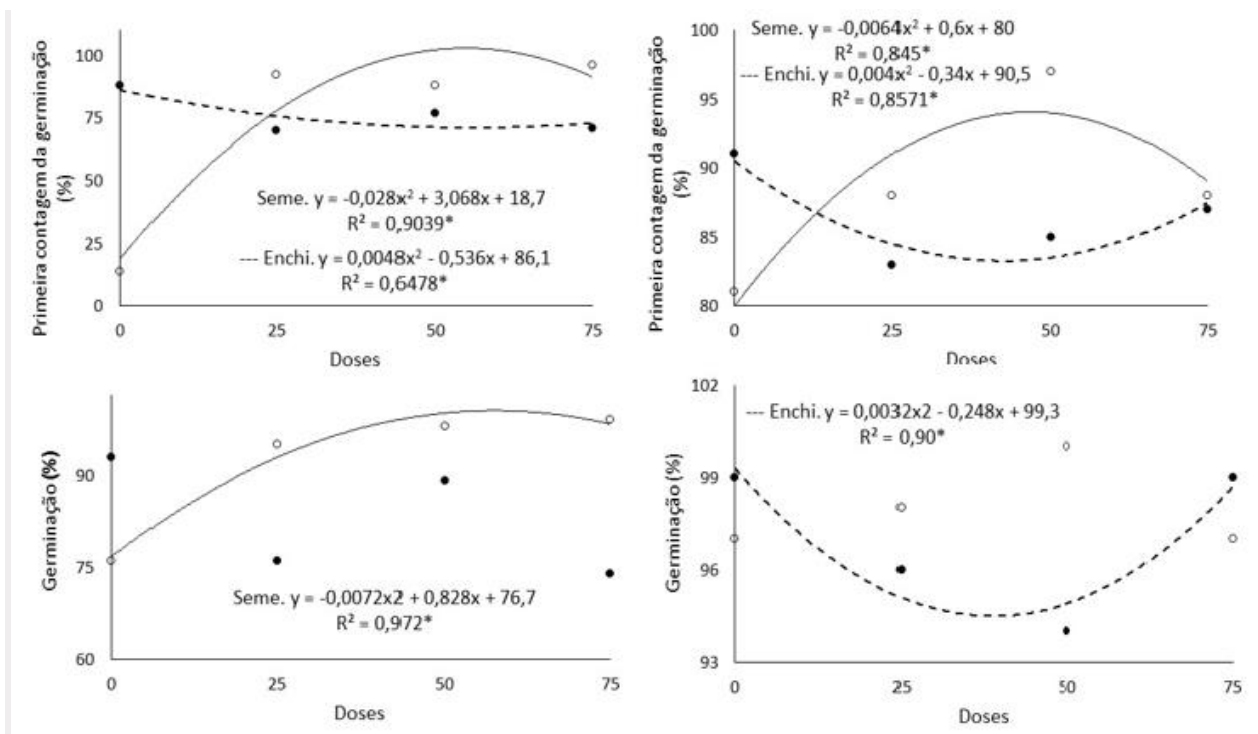 Primeira contagem da germinação
(%)
100
75
50
25
0
Seme. y = -0,028x² + 3,068x + 18,7
R² = 0,9039*
--- Enchi. y = 0,0048x² - 0,536x + 86,1
R² = 0,6478*
0 25 50 75
Doses
Primeira contagem da germinação
(%)
100
95
90
85
80
Seme. y = -0,0064x² + 0,6x + 80
R² = 0,845*
--- Enchi. y = 0,004x² - 0,34x + 90,5
R² = 0,8571*
0 25 50 75
Doses
Germinação (%)
90
75
60
Seme. y = -0,0072x2 + 0,828x + 76,7
R² = 0,972*
0 25 50 75
Doses
Germinação (%)
102
99
96
93
--- Enchi. y = 0,0032x2 - 0,248x + 99,3
R² = 0,90*
0 25 50 75
Doses